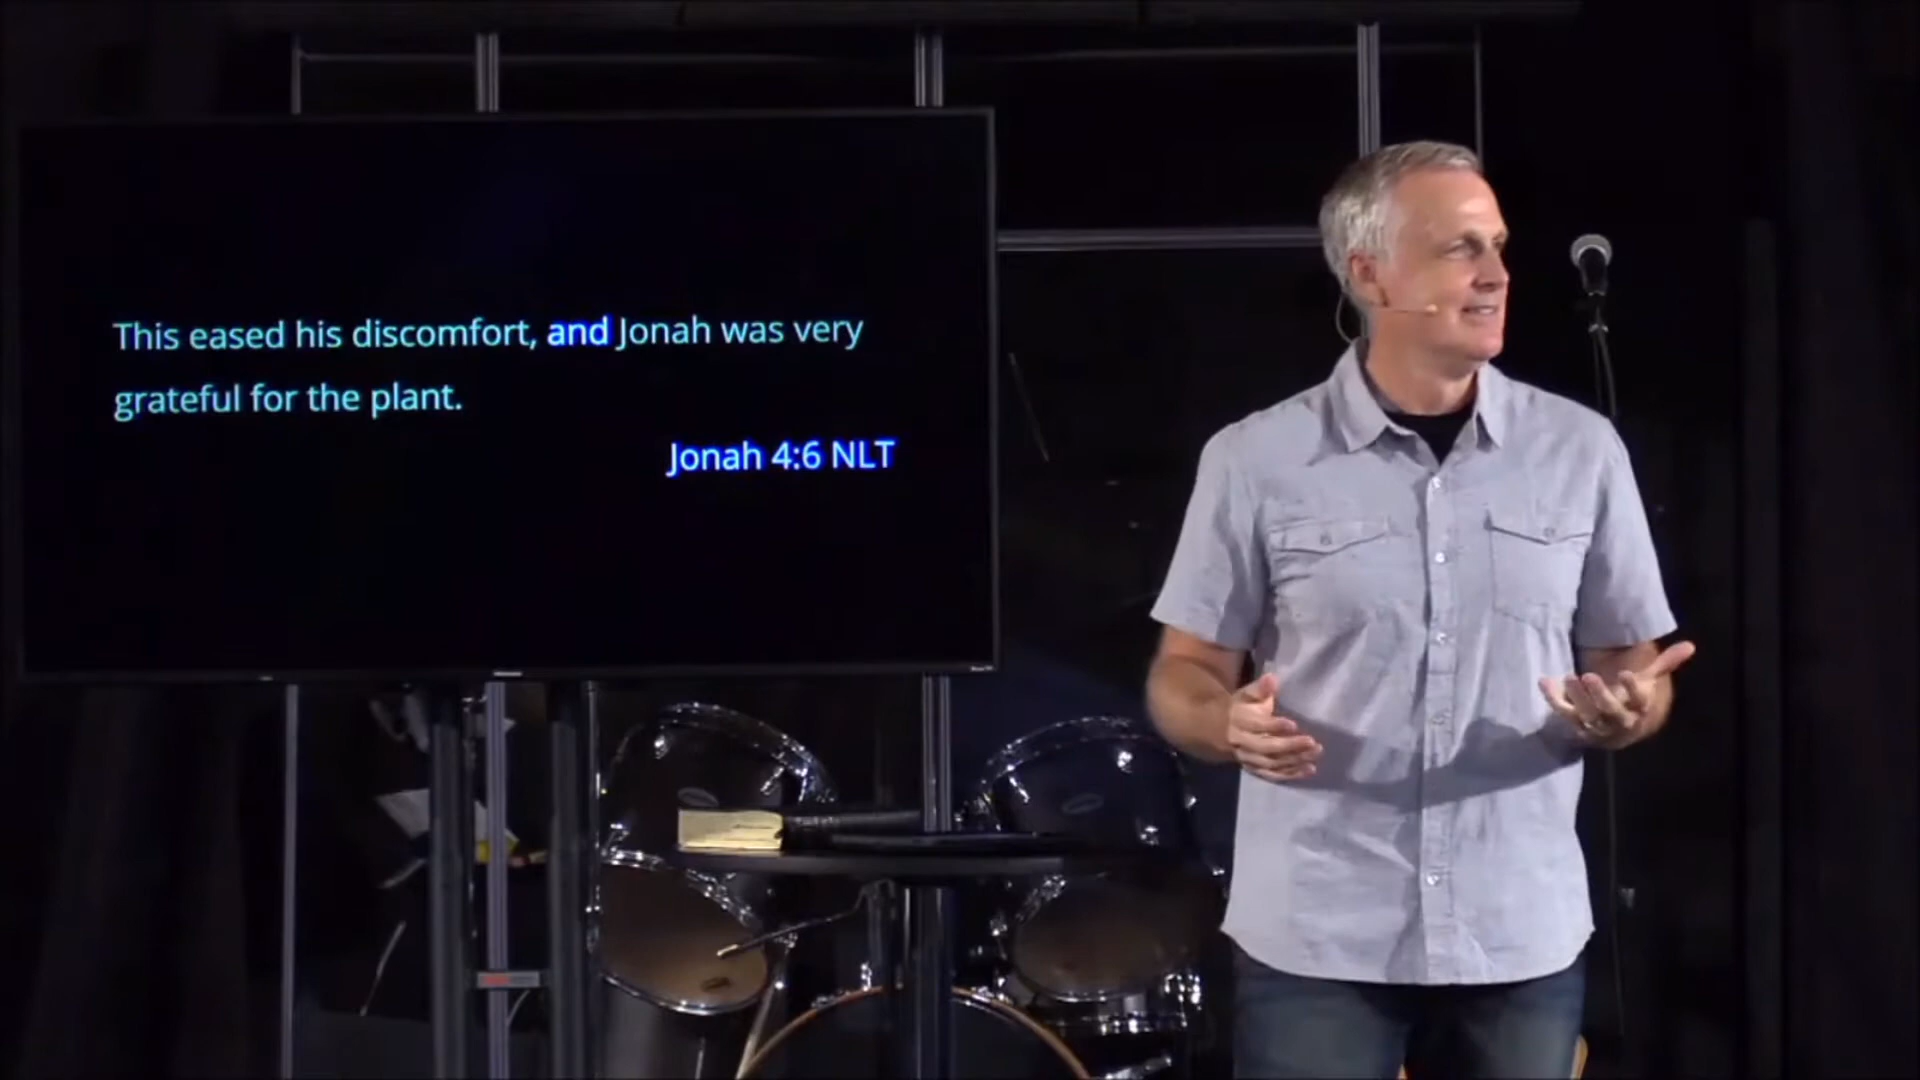 This eased his discomfort, and Jonah was very
grateful for the plant.
Jonah 4:6 NLT